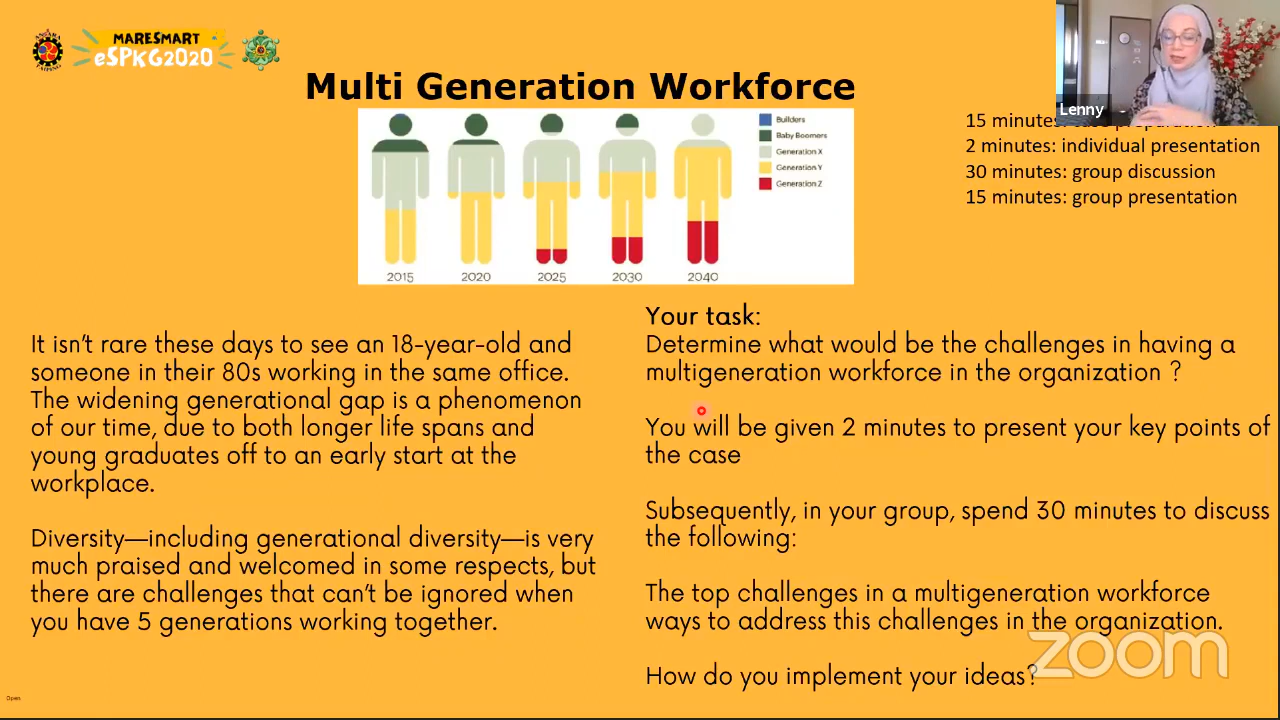 MARESMART
eSPKG2020
Multi Generation Workforce
Lenny
Builders
Baby Boomers
Generation X
Generation Y
Generation Z
2015 2020 2025 2030 2040
15 minutes: case preparation
2 minutes: individual presentation
30 minutes: group discussion
15 minutes: group presentation
It isn't rare these days to see an 18-year-old and
someone in their 80s working in the same office.
The widening generational gap is a phenomenon
of our time, due to both longer life spans and
young graduates off to an early start at the
workplace.
Diversity—including generational diversity—is very
much praised and welcomed in some respects, but
there are challenges that can't be ignored when
you have 5 generations working together.
Your task:
Determine what would be the challenges in having a
multigeneration workforce in the organization ?
You will be given 2 minutes to present your key points of
the case
Subsequently, in your group, spend 30 minutes to discuss
the following:
The top challenges in a multigeneration workforce
ways to address this challenges in the organization.
How do you implement your ideas?
zoom
Open